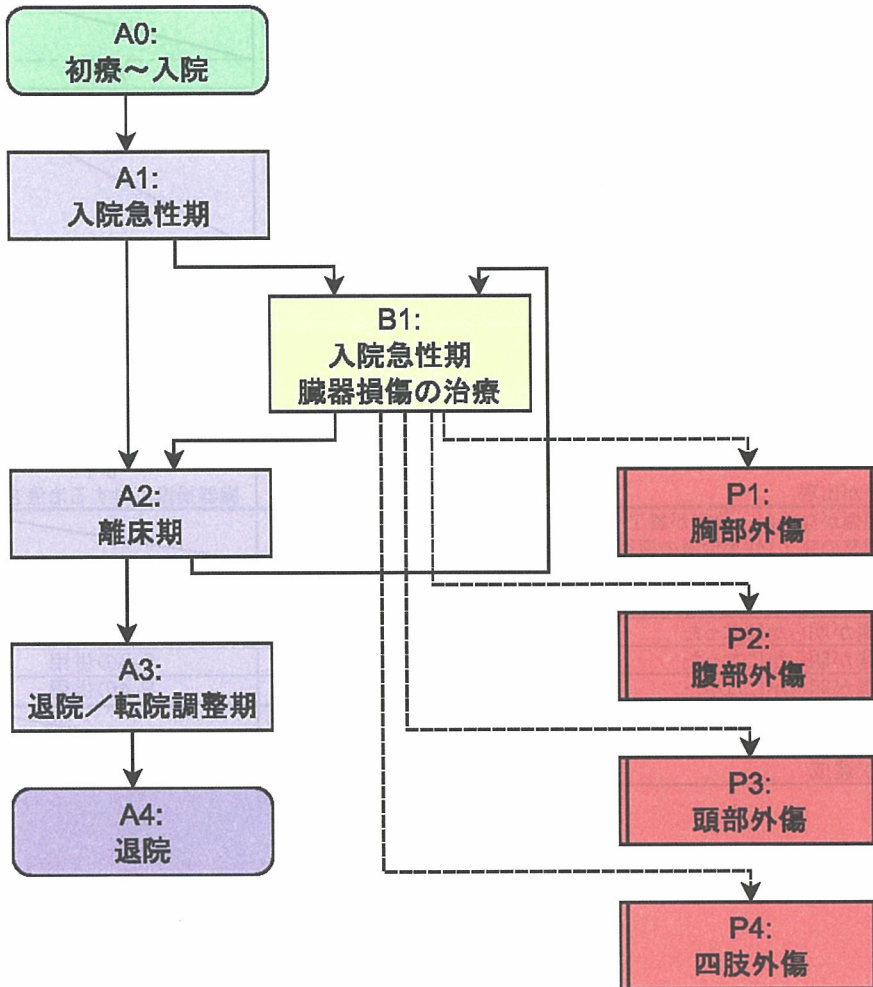 A0:
初療～入院
A1:
入院急性期
B1:
入院急性期
臓器損傷の治療
A2:
離床期
P1:
胸部外傷
A3:
退院／転院調整期
P2:
腹部外傷
A4:
退院
P3:
頭部外傷
P4:
四肢外傷